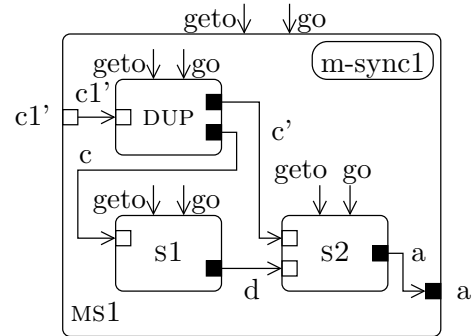 geto go
m-sync1
geto go
c1' c1' DUP
c c'
geto go
geto go
s1 s2 a
d a
MS1